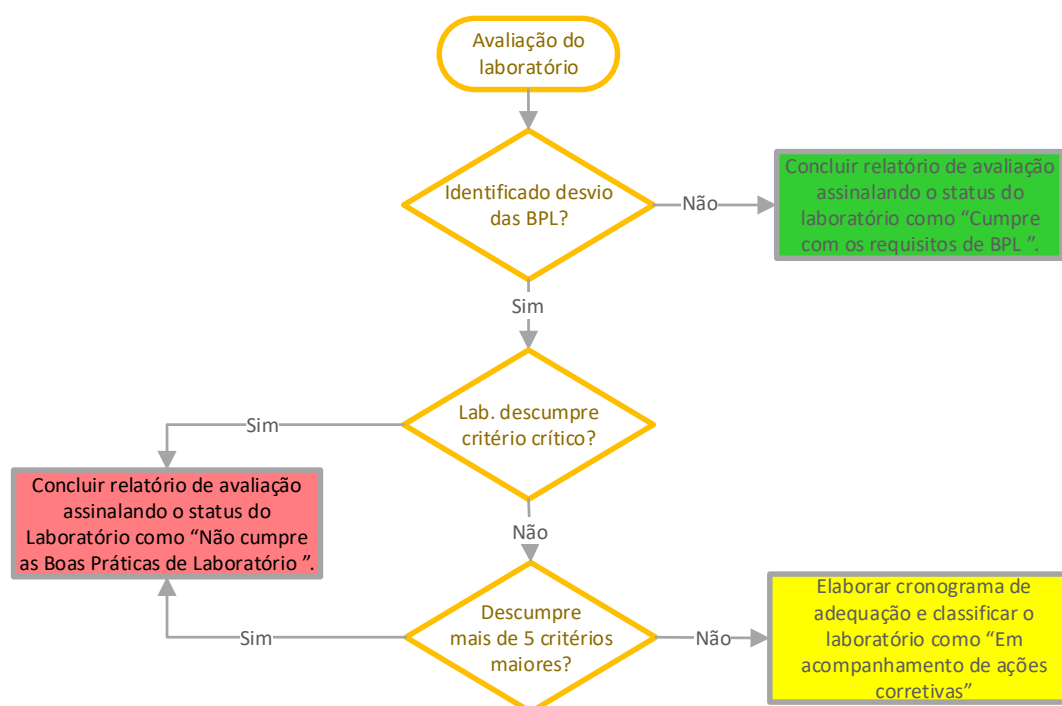 Avaliação do
laboratório
Identificado desvio
das BPL?
Não
Concluir relatório de avaliação
assinalando o status do
laboratório como “Cumpre
com os requisitos de BPL ”.
Sim
Lab. descumpre
critério crítico?
Sim
Concluir relatório de avaliação
assinalando o status do
Laboratório como “Não cumpre
as Boas Práticas de Laboratório ”.
Não
Descumpre
mais de 5 critérios
maiores?
Sim
Não
Elaborar cronograma de
adequação e classificar o
laboratório como “Em
acompanhamento de ações
corretivas”